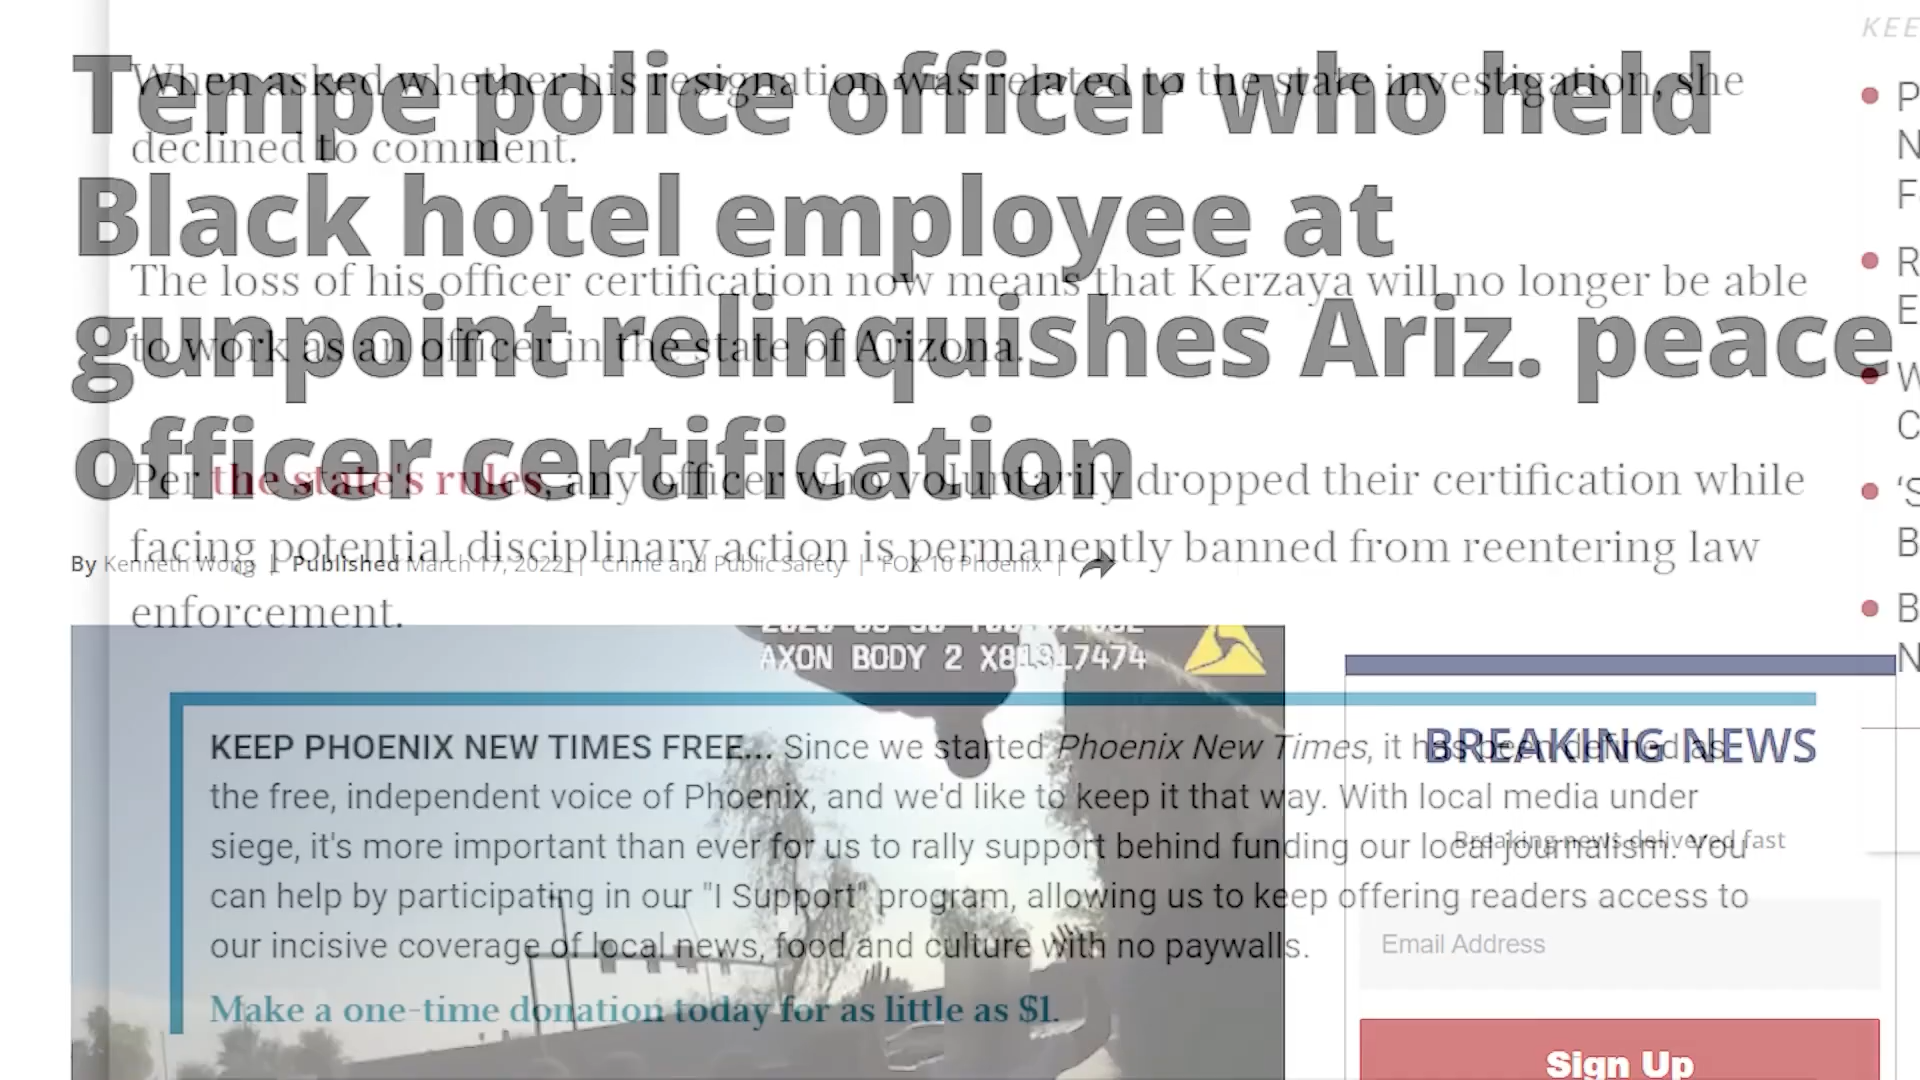 KEE
Tempe police officer who held
Black hotel employee at
gunpoint relinquishes Ariz. peace
officer certification
By Kenneth Wong | Published March 17, 2022 | Crime and Public Safety | FOX 10 Phoenix |
When asked whether his resignation was related to the state investigation, she
declined to comment.
The loss of his officer certification now means that Kerzaya will no longer be able
to work as an officer in the state of Arizona.
Per the state's rules, any officer who voluntarily dropped their certification while
facing potential disciplinary action is permanently banned from reentering law
enforcement.
AXON BODY 2
KEEP PHOENIX NEW TIMES FREE... Since we started Phoenix New Times, it has been defined as
the free, independent voice of Phoenix, and we'd like to keep it that way. With local media under
siege, it's more important than ever for us to rally support behind funding our local journalism. You
can help by participating in our "I Support" program, allowing us to keep offering readers access to
our incisive coverage of local news, food and culture with no paywalls.
Make a one-time donation today for as little as $1.
BREAKING NEWS
Breaking news delivered fast
Email Address
Sign Up
P
N
F
R
E
W
C
‘S
B
B
N